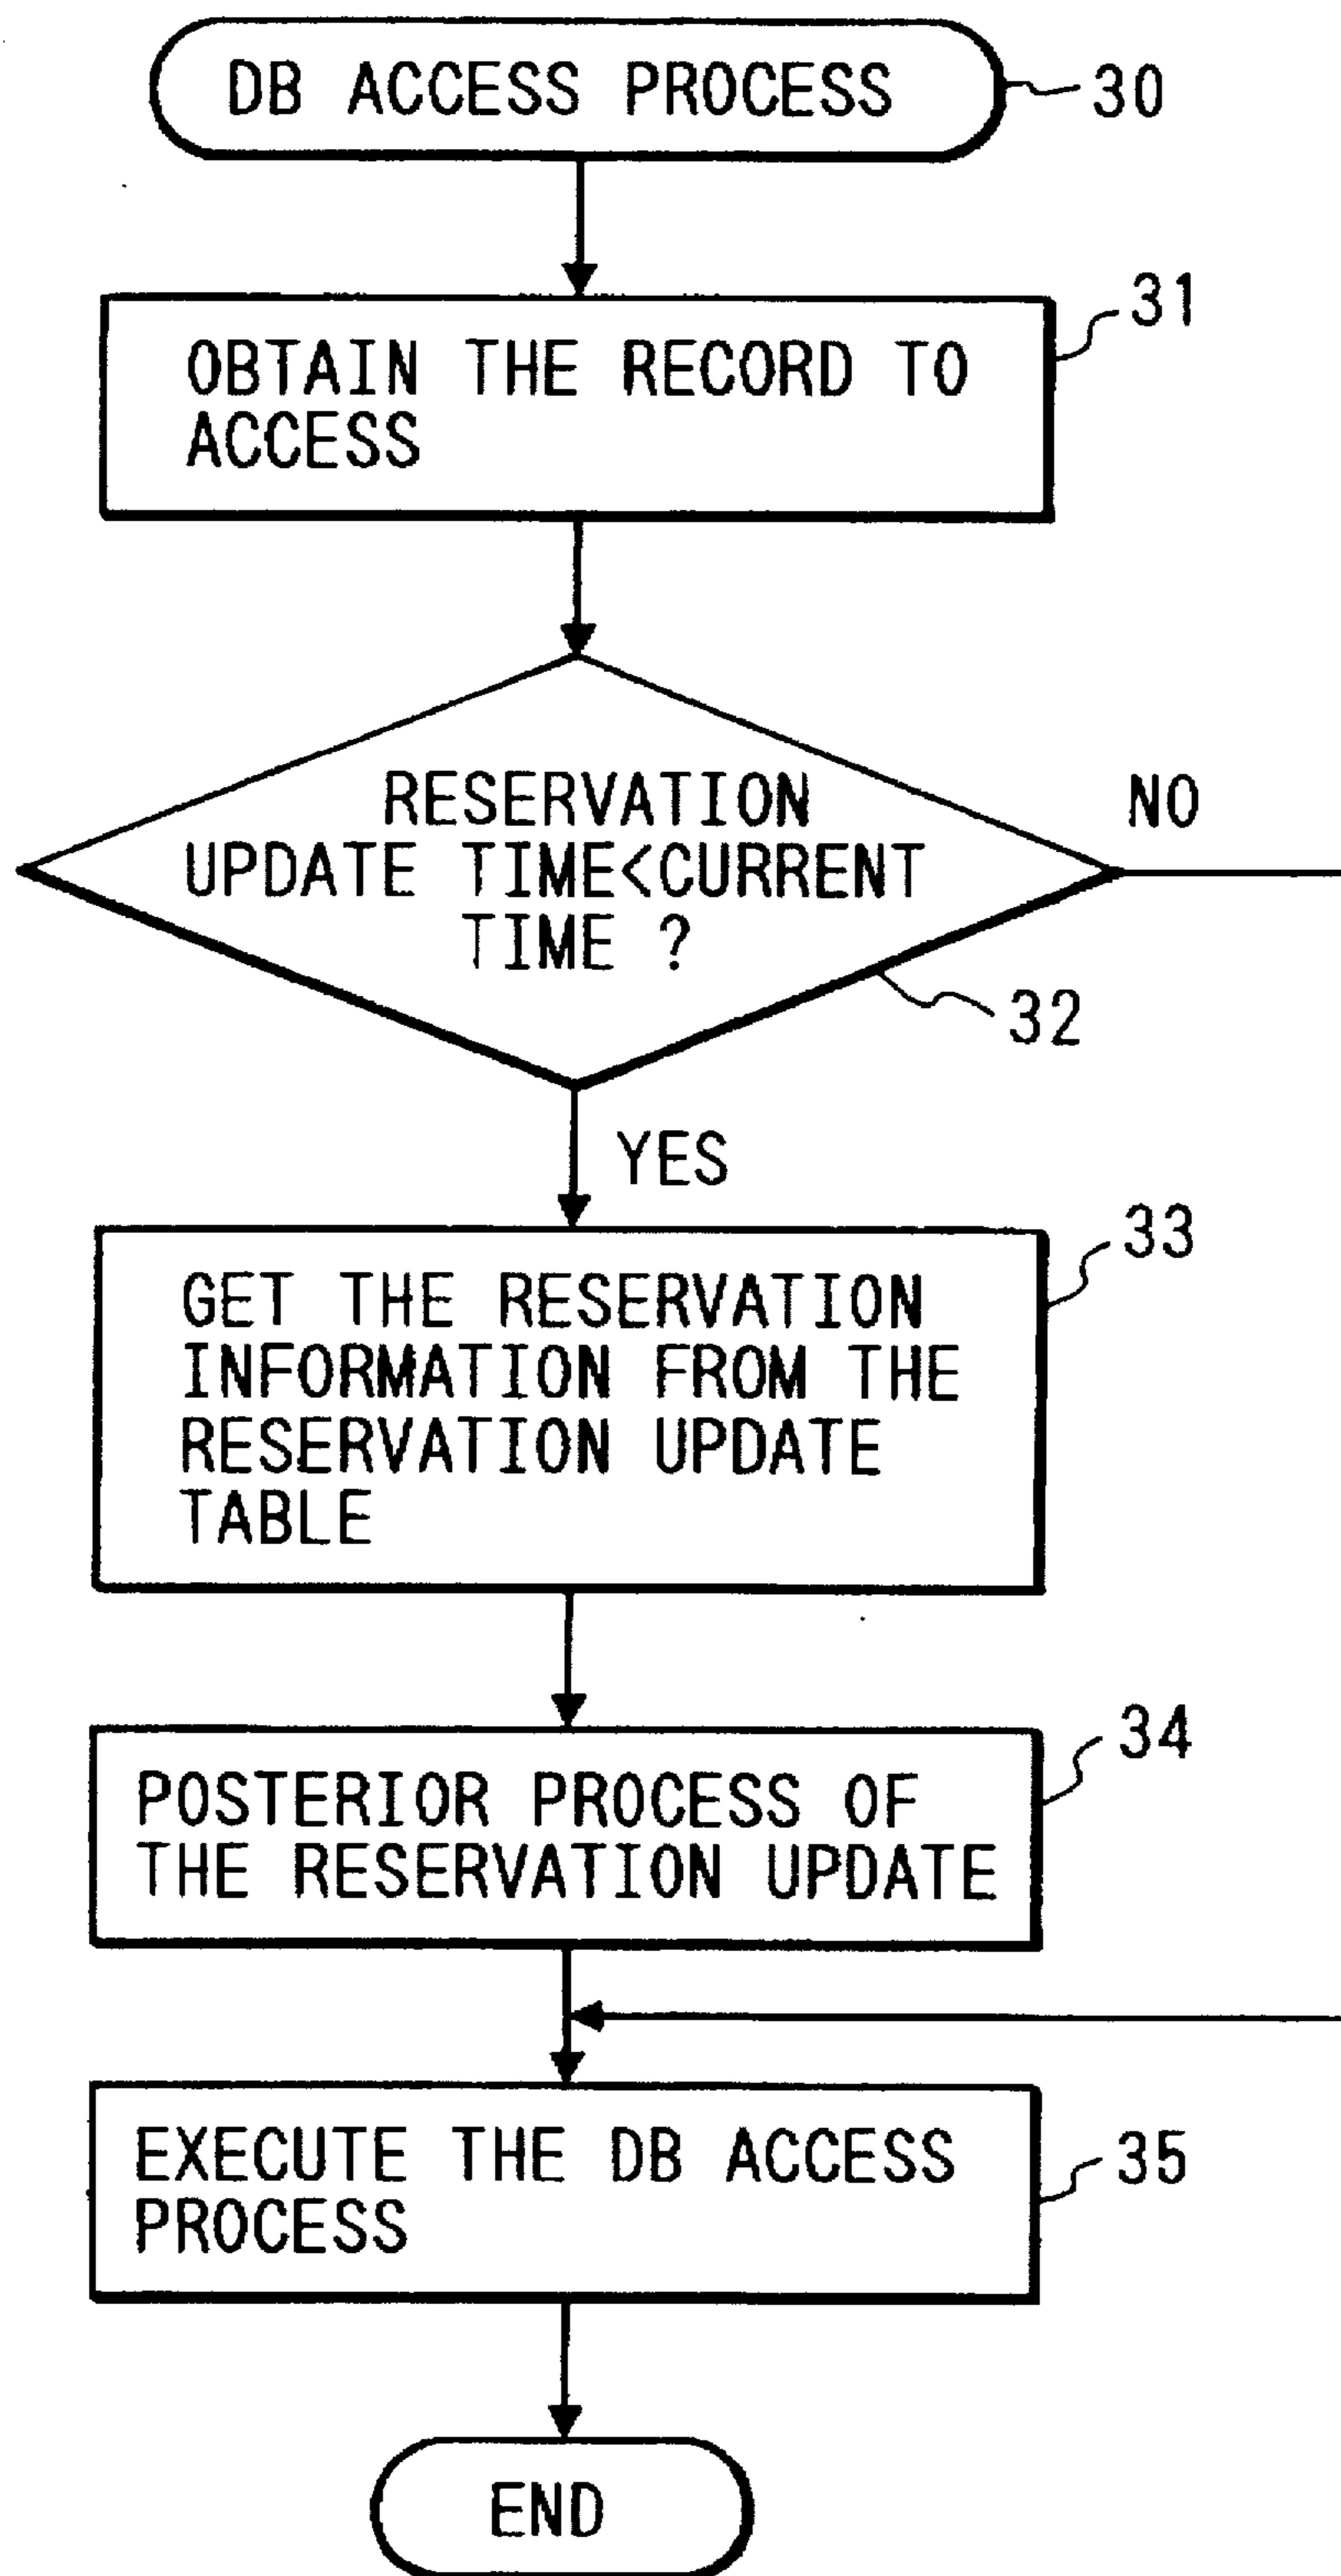 DB ACCESS PROCESS
30
31
OBTAIN THE RECORD TO
ACCESS
RESERVATION
UPDATE TIME<CURRENT
TIME ?
NO
32
YES
33
GET THE RESERVATION
INFORMATION FROM THE
RESERVATION UPDATE
TABLE
34
POSTERIOR PROCESS OF
THE RESERVATION UPDATE
35
EXECUTE THE DB ACCESS
PROCESS
END